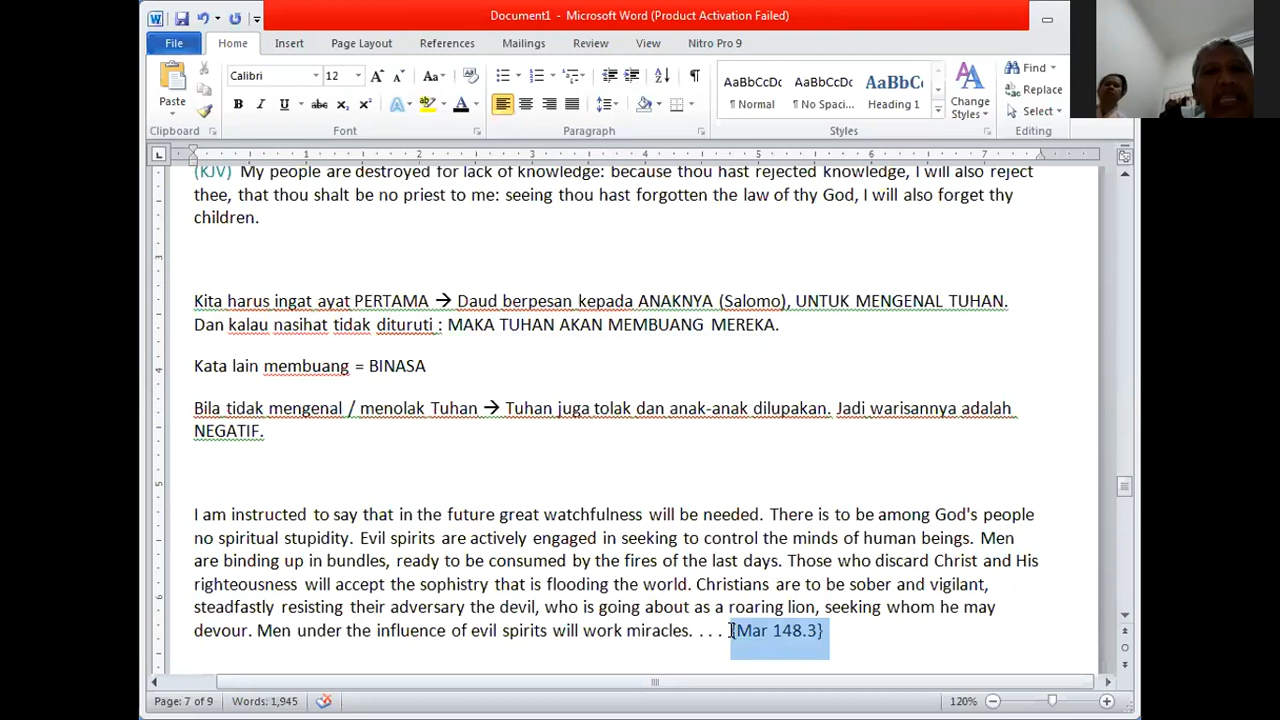 Document1 - Microsoft Word (Product Activation Failed)
File Home Insert Page Layout References Mailings Review View Nitro Pro 9
Calibri 12 Aa
AaBbCcDc AaBbCcDc AaBbC
Find
Replace
Select
Paste
B I U abc x₂ x² A A
¶ Normal ¶ No Spaci... Heading 1 Change Styles
Clipboard Font Paragraph Styles Editing
1 2 3 4 5 6 7
(KJV) My people are destroyed for lack of knowledge: because thou hast rejected knowledge, I will also reject
thee, that thou shalt be no priest to me: seeing thou hast forgotten the law of thy God, I will also forget thy
children.
Kita harus ingat ayat PERTAMA → Daud berpesan kepada ANAKNYA (Salomo), UNTUK MENGENAL TUHAN.
Dan kalau nasihat tidak dituruti : MAKA TUHAN AKAN MEMBUANG MEREKA.
Kata lain membuang = BINASA
Bila tidak mengenal / menolak Tuhan → Tuhan juga tolak dan anak-anak dilupakan. Jadi warisannya adalah
NEGATIF.
I am instructed to say that in the future great watchfulness will be needed. There is to be among God's people
no spiritual stupidity. Evil spirits are actively engaged in seeking to control the minds of human beings. Men
are binding up in bundles, ready to be consumed by the fires of the last days. Those who discard Christ and His
righteousness will accept the sophistry that is flooding the world. Christians are to be sober and vigilant,
steadfastly resisting their adversary the devil, who is going about as a roaring lion, seeking whom he may
devour. Men under the influence of evil spirits will work miracles. . . . {Mar 148.3}
Page: 7 of 9 Words: 1,945 120%